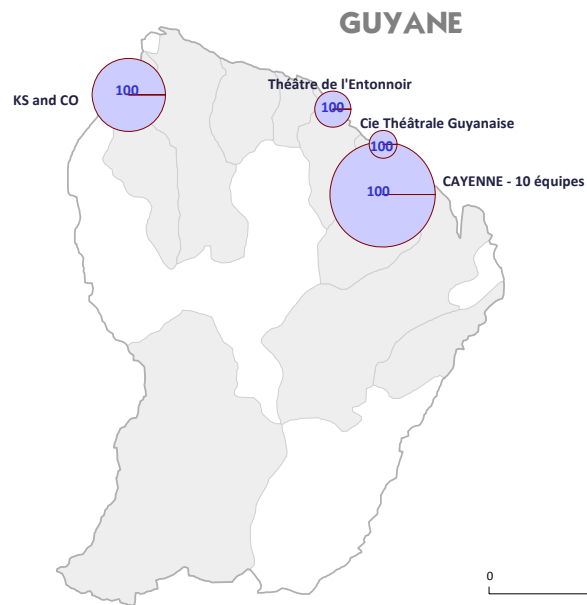 GUYANE
Théâtre de l'Entonnoir
KS and CO
100
100
Cie Théâtrale Guyanaise
100
CAYENNE - 10 équipes
100
0